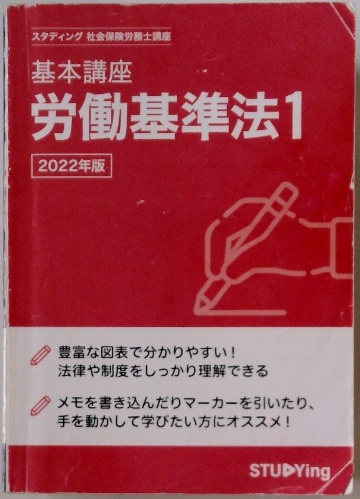 スタディング 社会保険労務士講座
基本講座
労働基準法1
2022年版
豊富な図表で分かりやすい！
法律や制度をしっかり理解できる
メモを書き込んだりマーカーを引いたり、
手を動かして学びたい方にオススメ！
STUDYing